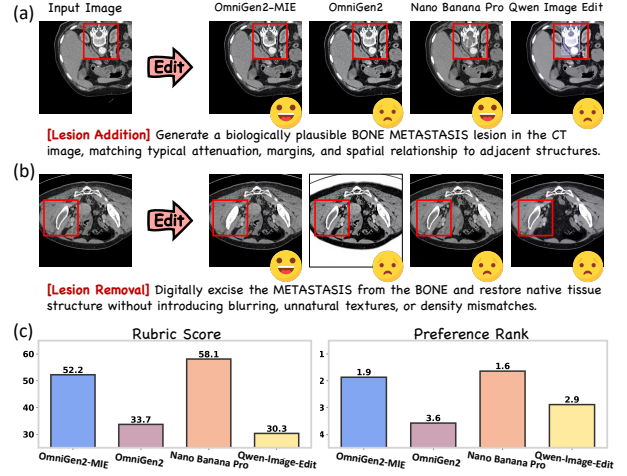 (a)
Input Image
OmniGen2-MIE
OmniGen2
Nano Banana Pro
Qwen Image Edit
Edit
[Lesion Addition] Generate a biologically plausible BONE METASTASIS lesion in the CT
image, matching typical attenuation, margins, and spatial relationship to adjacent structures.
(b)
Edit
[Lesion Removal] Digitally excise the METASTASIS from the BONE and restore native tissue
structure without introducing blurring, unnatural textures, or density mismatches.
(c)
Rubric Score
60
50
40
30
52.2
33.7
58.1
30.3
OmniGen2-MIE
OmniGen2
Nano Banana Pro
Qwen-Image-Edit
Preference Rank
1
2
3
4
1.9
3.6
1.6
2.9
OmniGen2-MIE
OmniGen2
Nano Banana Pro
Qwen-Image-Edit